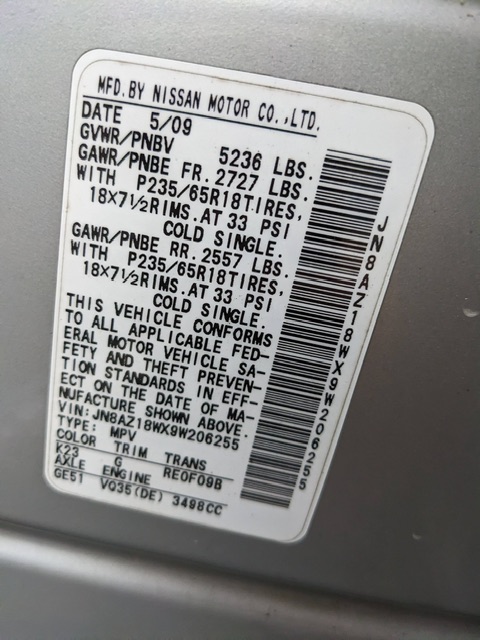 MFD.BY NISSAN MOTOR CO.,LTD.
DATE 5/09
GVWR/PNBV 5236 LBS.
GAWR/PNBE FR. 2727 LBS.
WITH P235/65R18TIRES,
18×7½RIMS.AT 33 PSI
COLD SINGLE.
GAWR/PNBE RR. 2557 LBS.
WITH P235/65R18TIRES,
18×7½RIMS.AT 33 PSI
COLD SINGLE.
THIS VEHICLE CONFORMS
TO ALL APPLICABLE FED-
ERAL MOTOR VEHICLE SA-
FETY AND THEFT PREVEN-
TION STANDARDS IN EFF-
ECT ON THE DATE OF MA-
NUFACTURE SHOWN ABOVE.
VIN:JN8AZ18WX9W206255
TYPE: MPV
COLOR TRIM TRANS
K23 G RE0F09B
AXLE ENGINE
GE51 VQ35(DE) 3498CC
JN8AZ18WX9W206255